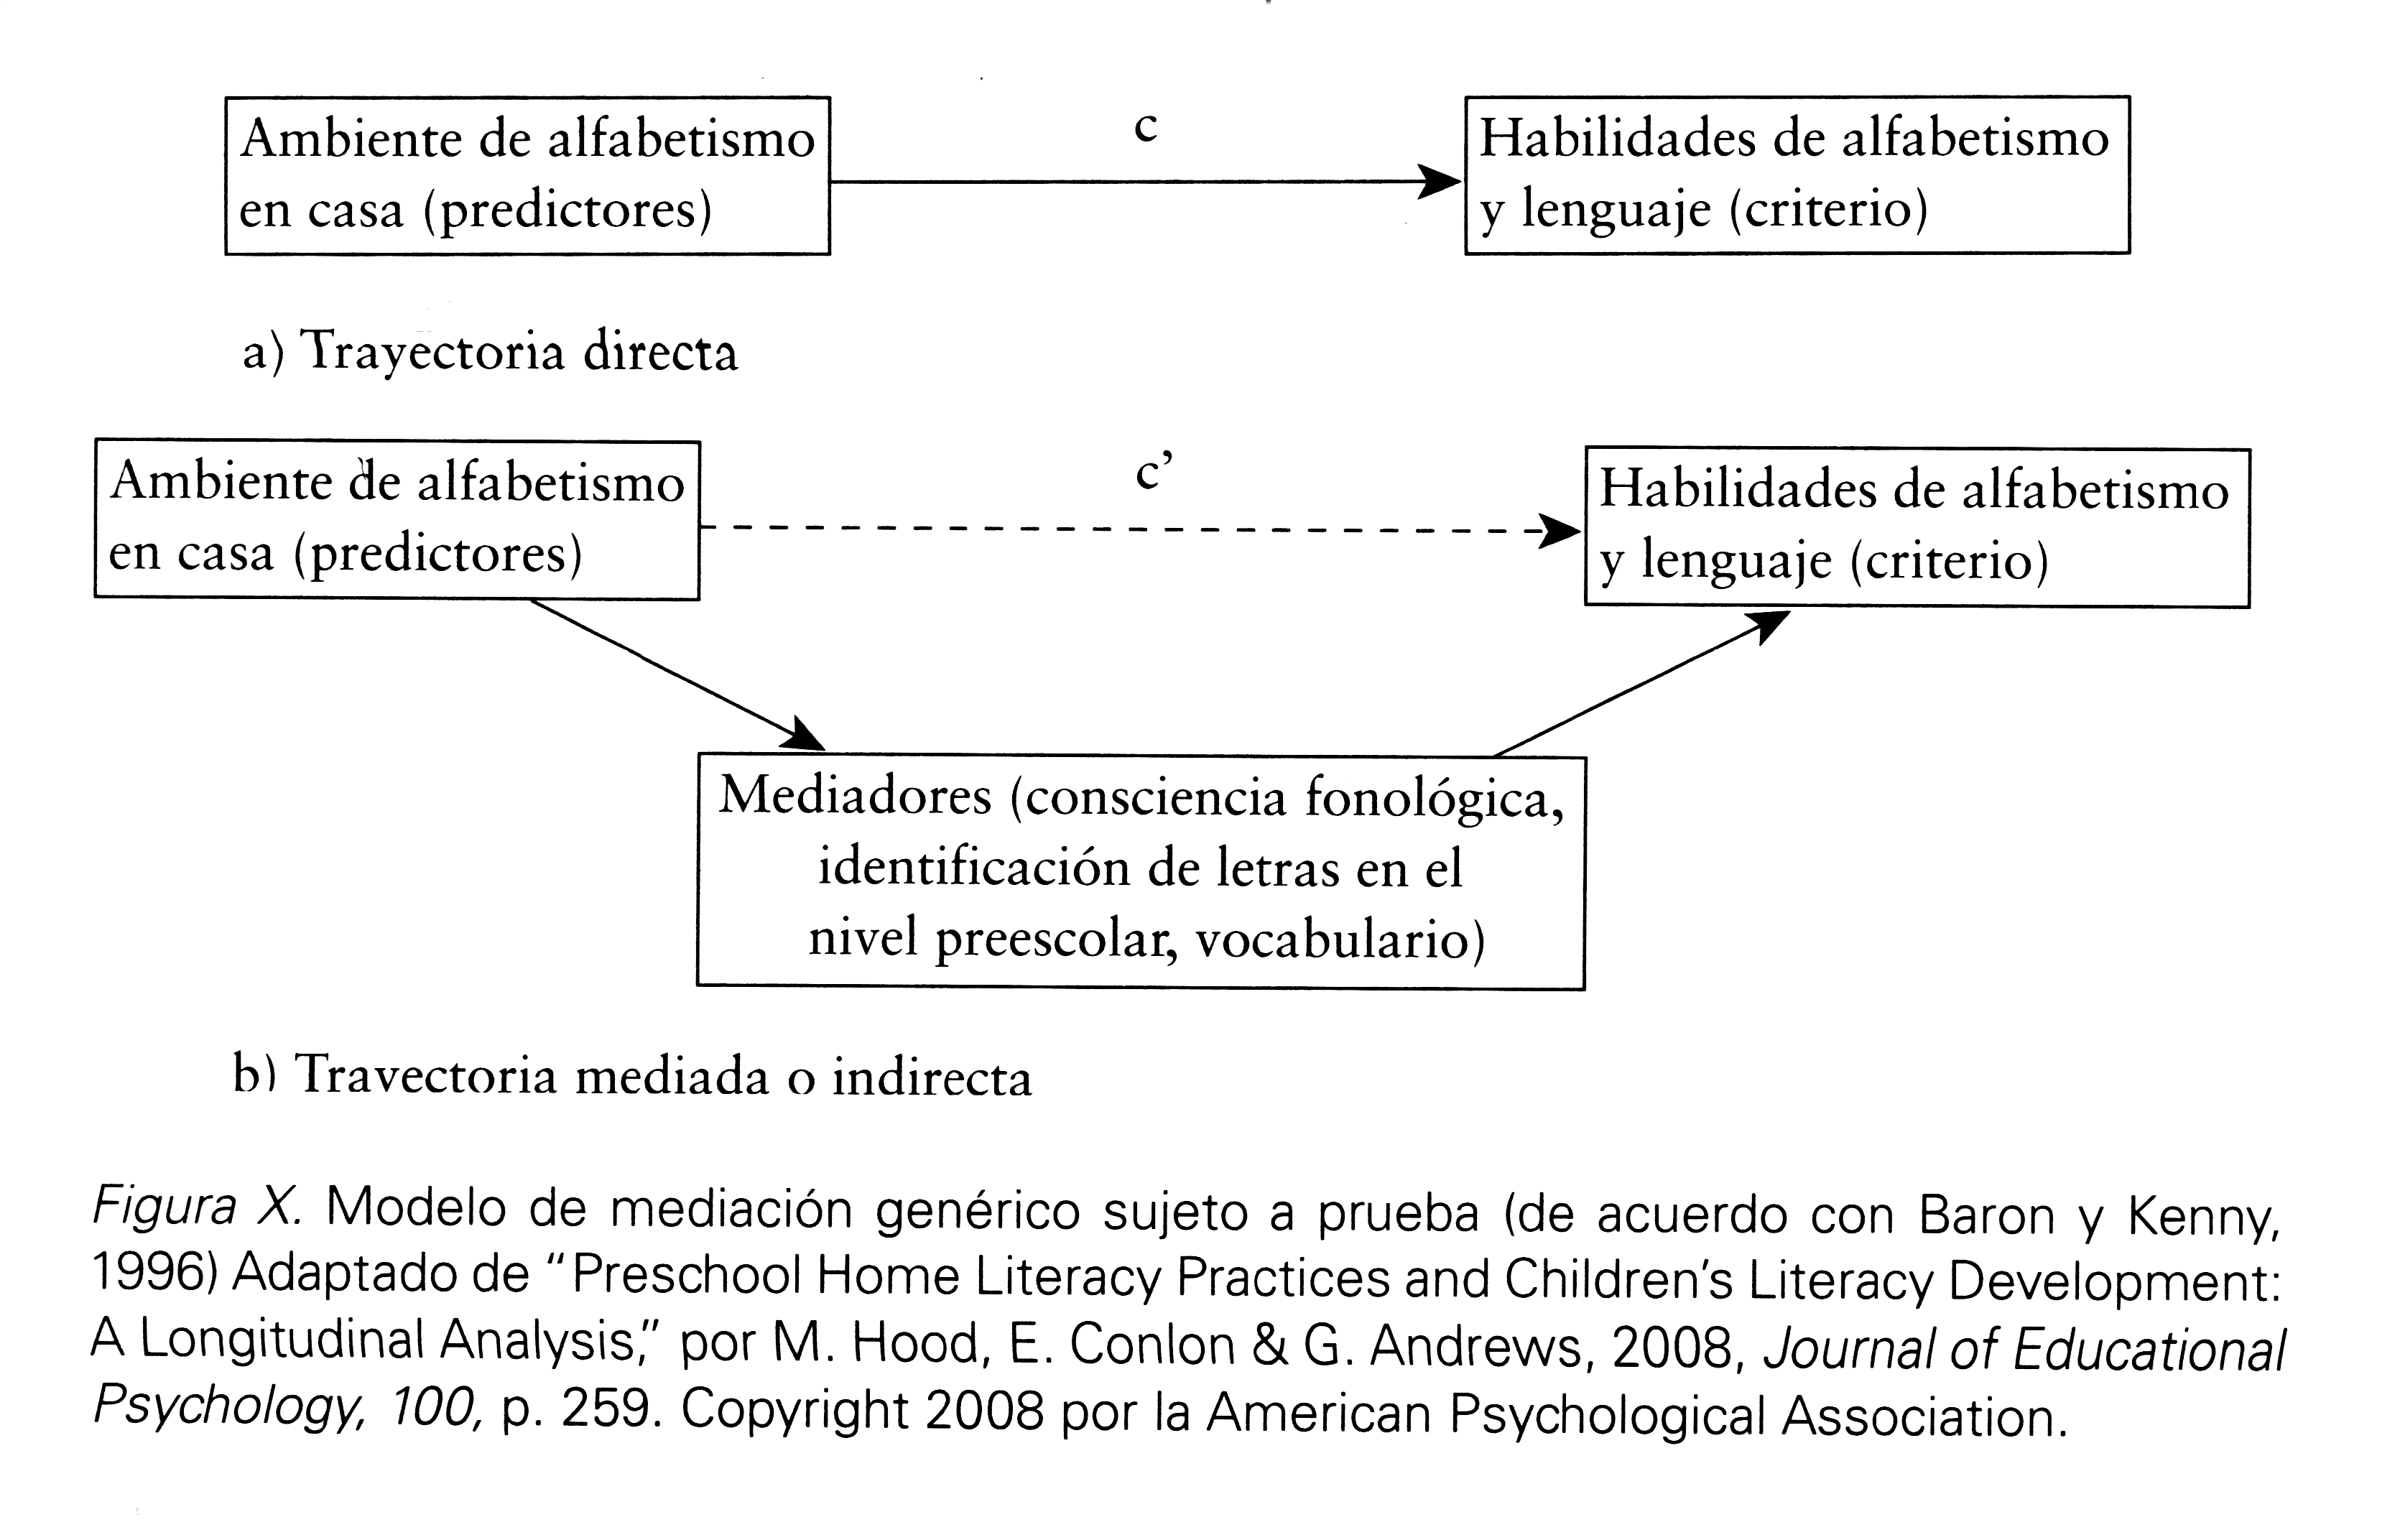 Ambiente de alfabetismo
en casa (predictores)
c
Habilidades de alfabetismo
y lenguaje (criterio)
a) Trayectoria directa
Ambiente de alfabetismo
en casa (predictores)
c’
Habilidades de alfabetismo
y lenguaje (criterio)
Mediadores (consciencia fonológica,
identificación de letras en el
nivel preescolar, vocabulario)
b) Travectoria mediada o indirecta
Figura X. Modelo de mediación genérico sujeto a prueba (de acuerdo con Baron y Kenny,
1996) Adaptado de “Preschool Home Literacy Practices and Children’s Literacy Development:
A Longitudinal Analysis,” por M. Hood, E. Conlon & G. Andrews, 2008, Journal of Educational
Psychology, 100, p. 259. Copyright 2008 por la American Psychological Association.